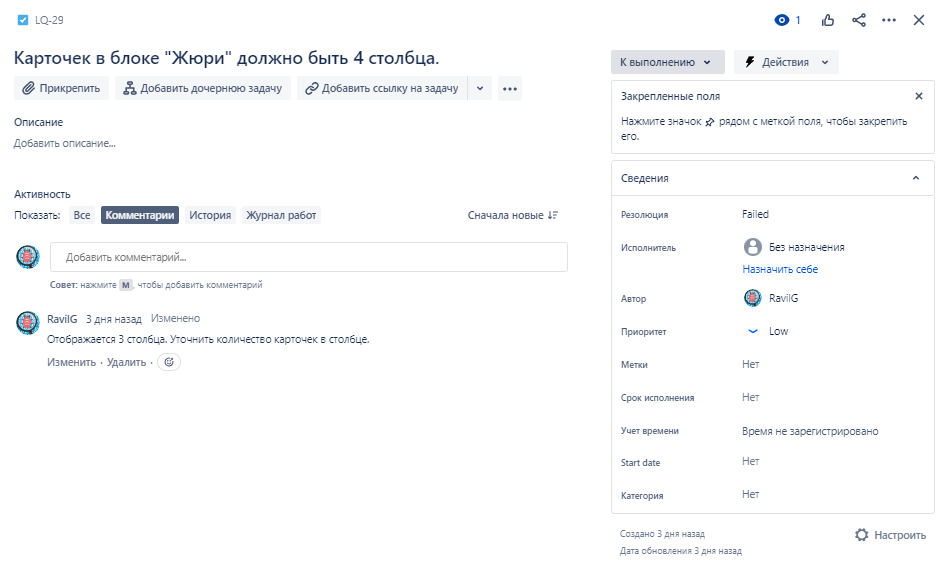 LQ-29
1
Карточек в блоке "Жюри" должно быть 4 столбца.
Прикрепить
Добавить дочернюю задачу
Добавить ссылку на задачу
Описание
Добавить описание...
Активность
Показать: Все Комментарии История Журнал работ
Сначала новые
Добавить комментарий...
Совет: нажмите M, чтобы добавить комментарий
RavilG 3 дня назад Изменено
Отображается 3 столбца. Уточнить количество карточек в столбце.
Изменить · Удалить ·
К выполнению
Действия
Закрепленные поля
Нажмите значок рядом с меткой поля, чтобы закрепить
его.
Сведения
Резолюция Failed
Исполнитель Без назначения
Назначить себе
Автор RavilG
Приоритет Low
Метки Нет
Срок исполнения Нет
Учет времени Время не зарегистрировано
Start date Нет
Категория Нет
Создано 3 дня назад
Дата обновления 3 дня назад
Настроить